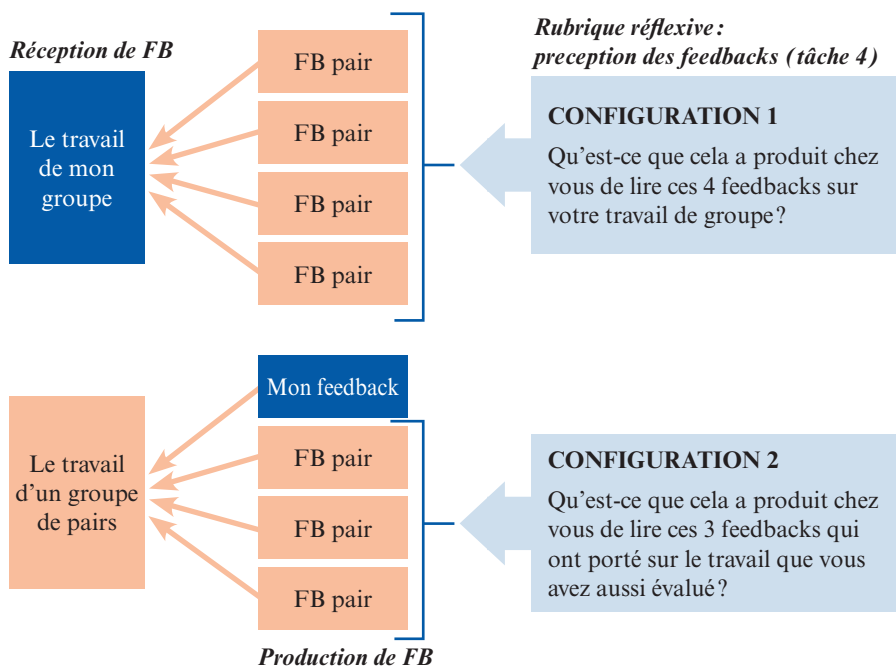 Réception de FB
Le travail
de mon
groupe
FB pair
FB pair
FB pair
FB pair
Rubrique réflexive :
preception des feedbacks (tâche 4)
CONFIGURATION 1
Qu’est-ce que cela a produit chez
vous de lire ces 4 feedbacks sur
votre travail de groupe ?
Le travail
d’un groupe
de pairs
Mon feedback
FB pair
FB pair
FB pair
Production de FB
CONFIGURATION 2
Qu’est-ce que cela a produit chez
vous de lire ces 3 feedbacks qui
ont porté sur le travail que vous
avez aussi évalué ?